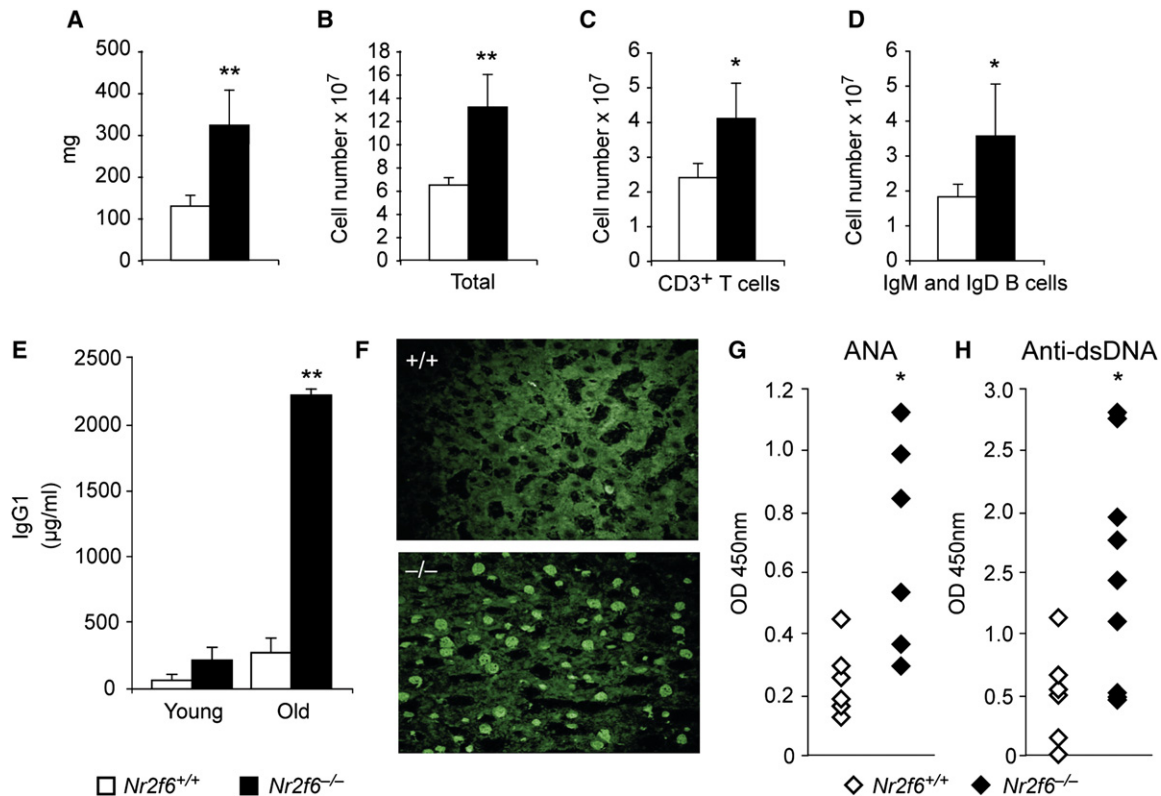 A
mg
500
400
300
200
100
0
**
B
Cell number x 10⁷
18
16
14
12
10
8
6
4
2
0
**
Total
C
Cell number x 10⁷
6
5
4
3
2
1
0
*
CD3⁺ T cells
D
Cell number x 10⁷
6
5
4
3
2
1
0
*
IgM and IgD B cells
E
IgG1
(µg/ml)
2500
2000
1500
2000
500
0
**
Young Old
F
+/+
–/–
G
ANA
OD 450nm
1.2
1.0
0.8
0.6
0.4
0.2
0
*
H
Anti-dsDNA
OD 450nm
3.0
2.5
2.0
2.5
1.0
0.5
0
*
Nr2f6⁺/⁺ Nr2f6⁻/⁻
Nr2f6⁺/⁺ Nr2f6⁻/⁻